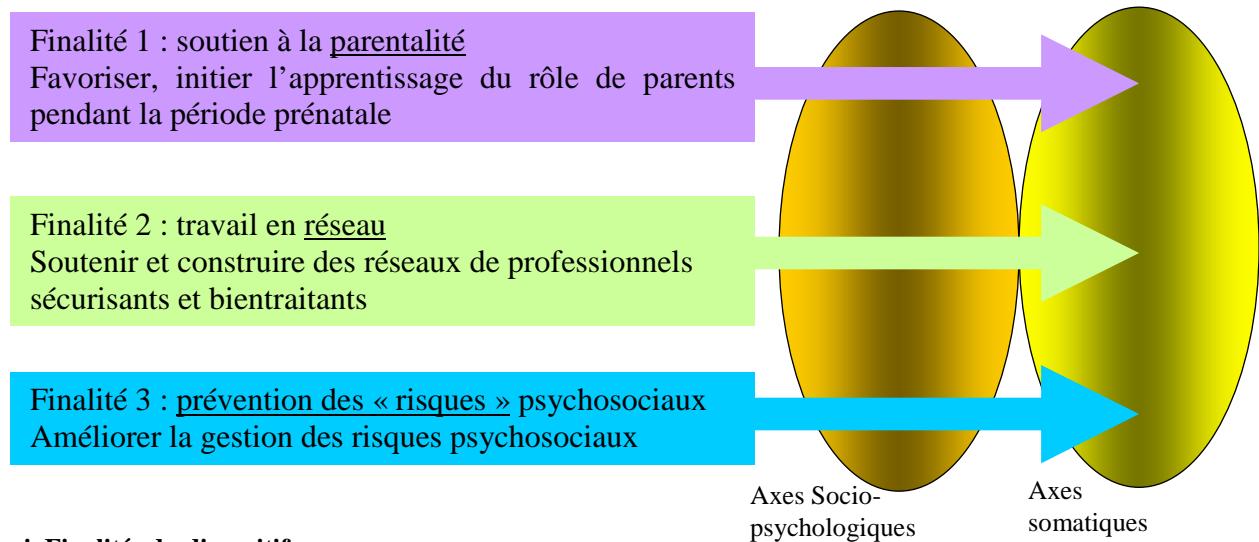 Finalité 1 : soutien à la parentalité
Favoriser, initier l’apprentissage du rôle de parents
pendant la période prénatale
Finalité 2 : travail en réseau
Soutenir et construire des réseaux de professionnels
sécurisants et bientraitants
Finalité 3 : prévention des « risques » psychosociaux
Améliorer la gestion des risques psychosociaux
Axes Socio-
psychologiques
Axes
somatiques